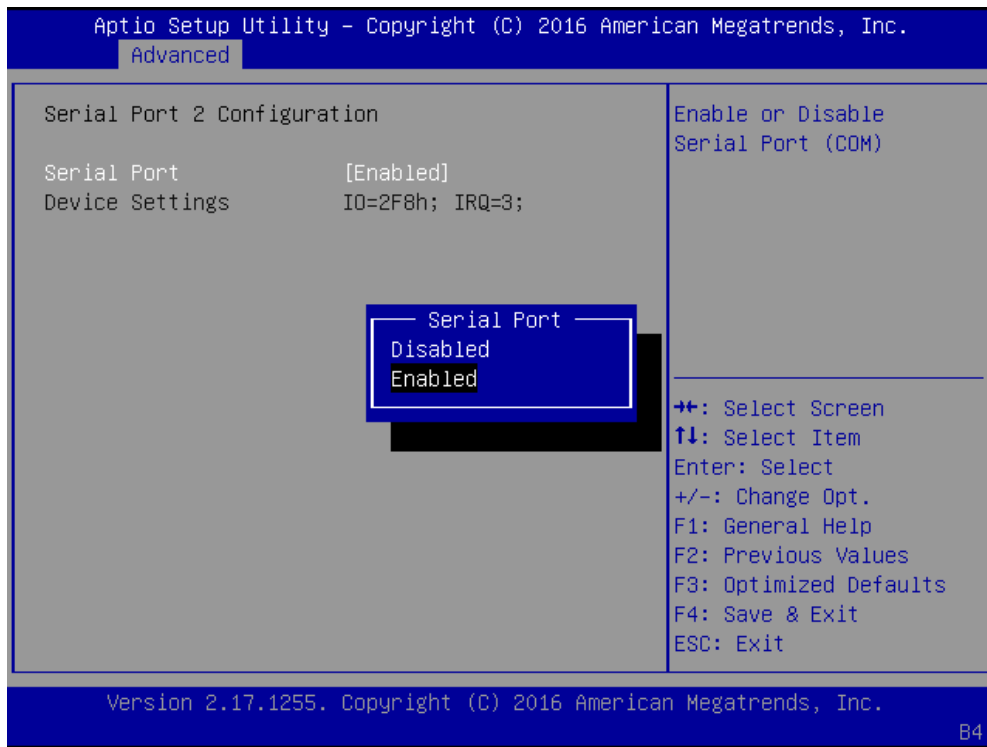 Aptio Setup Utility – Copyright (C) 2016 American Megatrends, Inc.
Advanced
Serial Port 2 Configuration
Serial Port [Enabled]
Device Settings IO=2F8h; IRQ=3;
Serial Port
Disabled
Enabled
Enable or Disable
Serial Port (COM)
→←: Select Screen
↑↓: Select Item
Enter: Select
+/-: Change Opt.
F1: General Help
F2: Previous Values
F3: Optimized Defaults
F4: Save & Exit
ESC: Exit
Version 2.17.1255. Copyright (C) 2016 American Megatrends, Inc.
B4